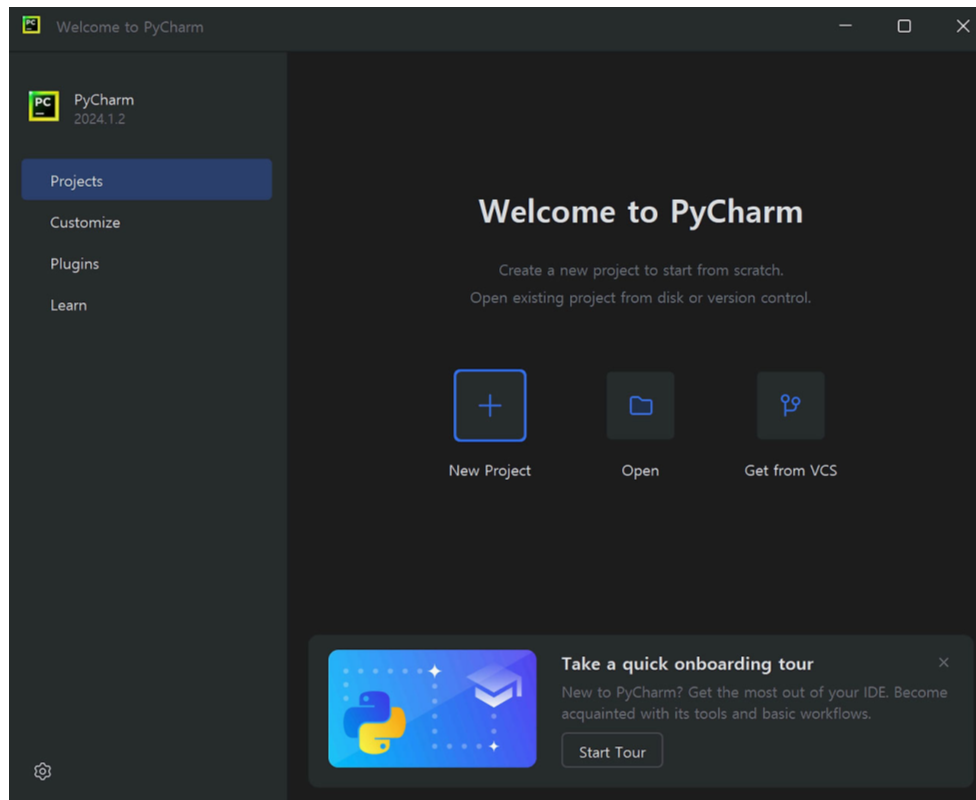 Welcome to PyCharm
PC
PyCharm
2024.1.2
Projects
Customize
Plugins
Learn
Welcome to PyCharm
Create a new project to start from scratch.
Open existing project from disk or version control.
New Project
Open
Get from VCS
Take a quick onboarding tour
New to PyCharm? Get the most out of your IDE. Become
acquainted with its tools and basic workflows.
Start Tour